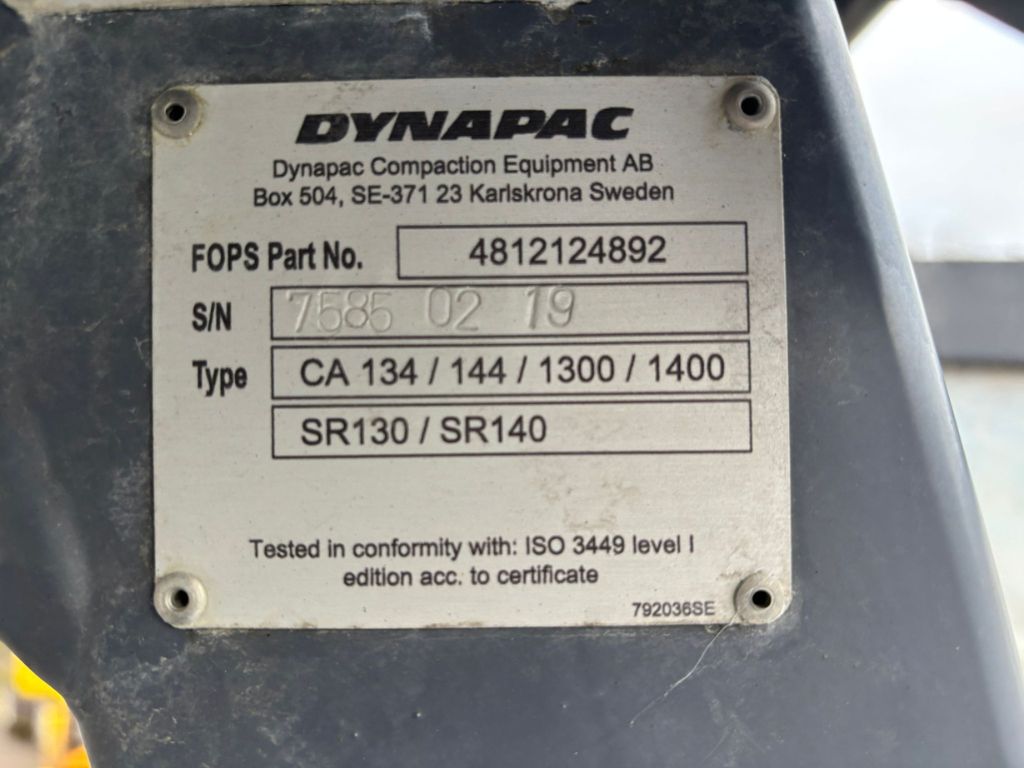 DYNAPAC
Dynapac Compaction Equipment AB
Box 504, SE-371 23 Karlskrona Sweden
FOPS Part No. 4812124892
S/N 7585 02 19
Type CA 134 / 144 / 1300 / 1400
SR130 / SR140
Tested in conformity with: ISO 3449 level I
edition acc. to certificate
792036SE